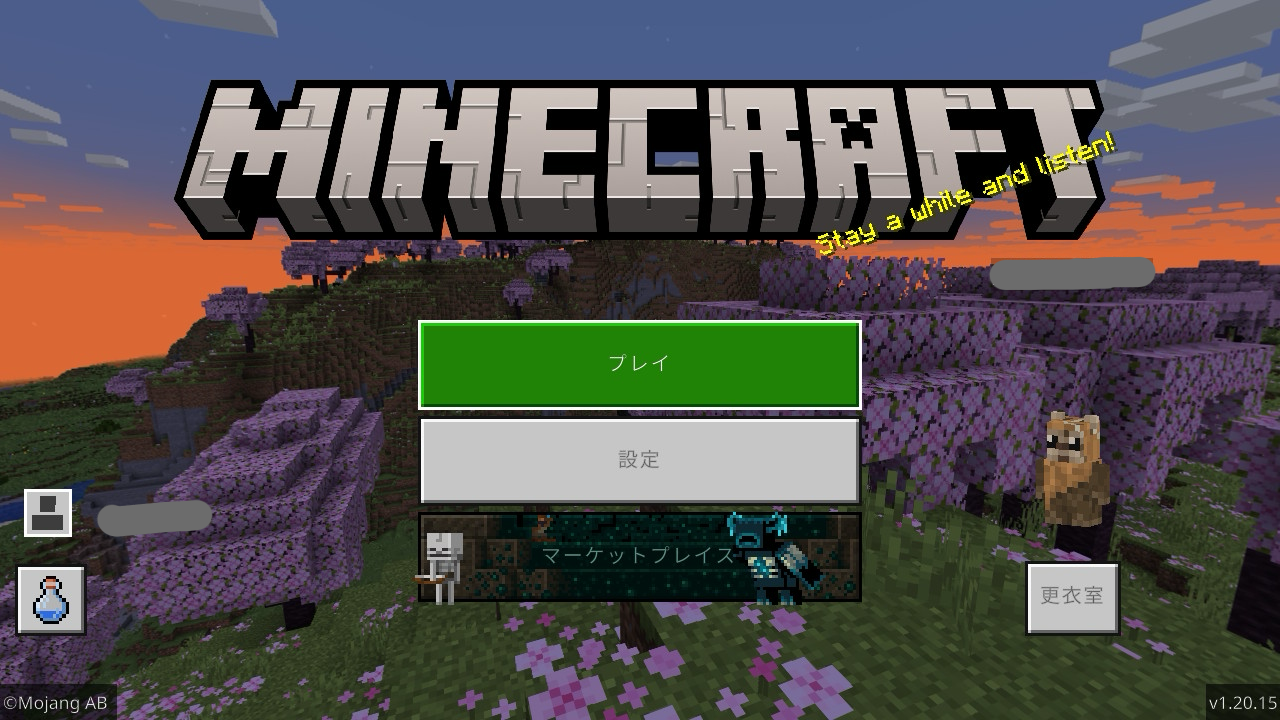 MINECRAFT
Stay a while and listen!
プレイ
設定
マーケットプレイス
更衣室
©Mojang AB
v1.20.15